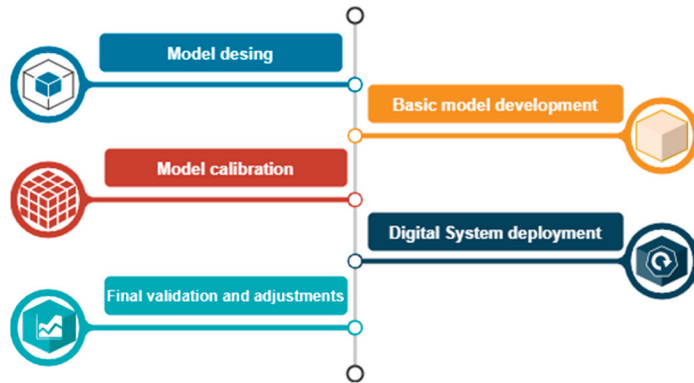 Model desing
Basic model development
Model calibration
Digital System deployment
Final validation and adjustments